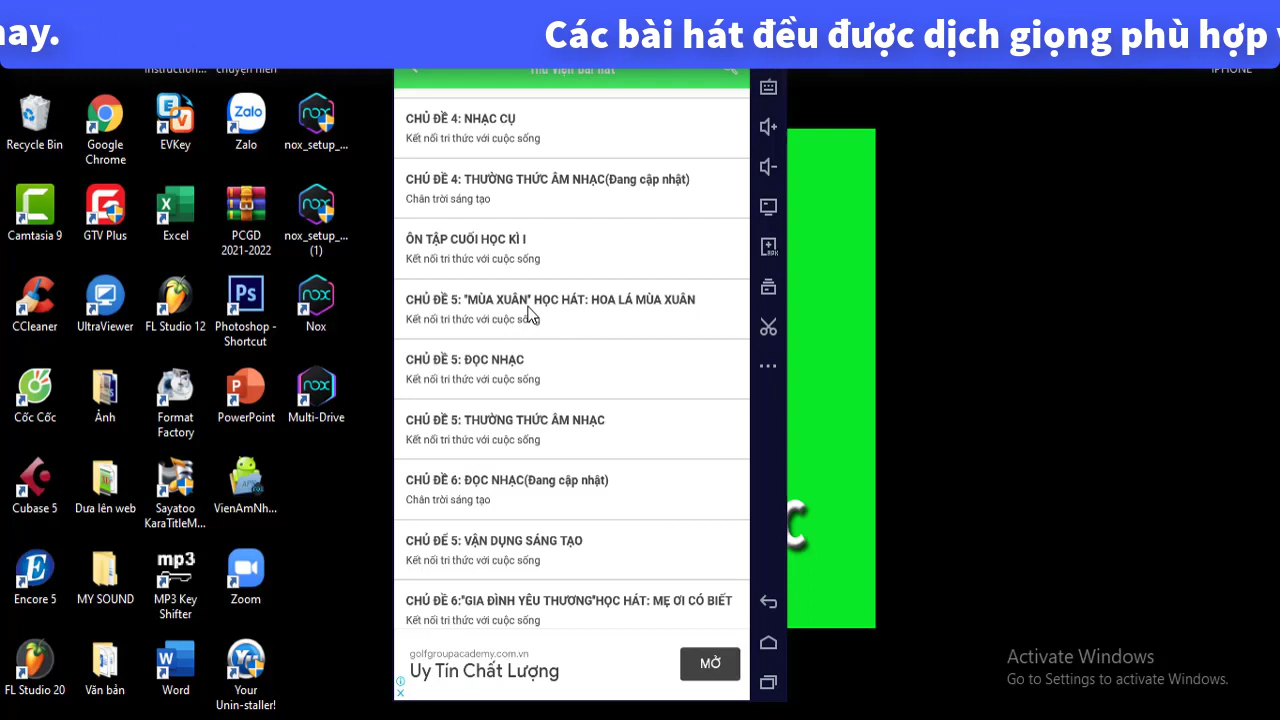 nay. Các bài hát đều được dịch giọng phù hợp
chuyện hiên
Thư viện bài hát
IPHONE
CHỦ ĐỀ 4: NHẠC CỤ
Kết nối tri thức với cuộc sống
CHỦ ĐỀ 4: THƯỜNG THỨC ÂM NHẠC(Đang cập nhật)
Chân trời sáng tạo
ÔN TẬP CUỐI HỌC KÌ I
Kết nối tri thức với cuộc sống
CHỦ ĐỀ 5: "MÙA XUÂN" HỌC HÁT: HOA LÁ MÙA XUÂN
Kết nối tri thức với cuộc sống
CHỦ ĐỀ 5: ĐỌC NHẠC
Kết nối tri thức với cuộc sống
CHỦ ĐỀ 5: THƯỜNG THỨC ÂM NHẠC
Kết nối tri thức với cuộc sống
CHỦ ĐỀ 6: ĐỌC NHẠC(Đang cập nhật)
Chân trời sáng tạo
CHỦ ĐỀ 5: VẬN DỤNG SÁNG TẠO
Kết nối tri thức với cuộc sống
CHỦ ĐỀ 6:"GIA ĐÌNH YÊU THƯƠNG"HỌC HÁT: MẸ ƠI CÓ BIẾT
Kết nối tri thức với cuộc sống
golfgroupacademy.com.vn
Uy Tín Chất Lượng
MỞ
Recycle Bin
Google
Chrome
EVKey
Zalo
nox_setup_...
Camtasia 9
GTV Plus
Excel
PCGD
2021-2022
nox_setup_...
(1)
CCleaner
UltraViewer
FL Studio 12
Photoshop -
Shortcut
Nox
Cốc Cốc
Ảnh
Format
Factory
PowerPoint
Multi-Drive
Cubase 5
Dưa lên web
Sayatoo
KaraTitleM...
VienAmNh...
Encore 5
MY SOUND
mp3
MP3 Key
Shifter
Zoom
FL Studio 20
Văn bản
Word
Your
Unin-staller!
C
Activate Windows
Go to Settings to activate Windows.